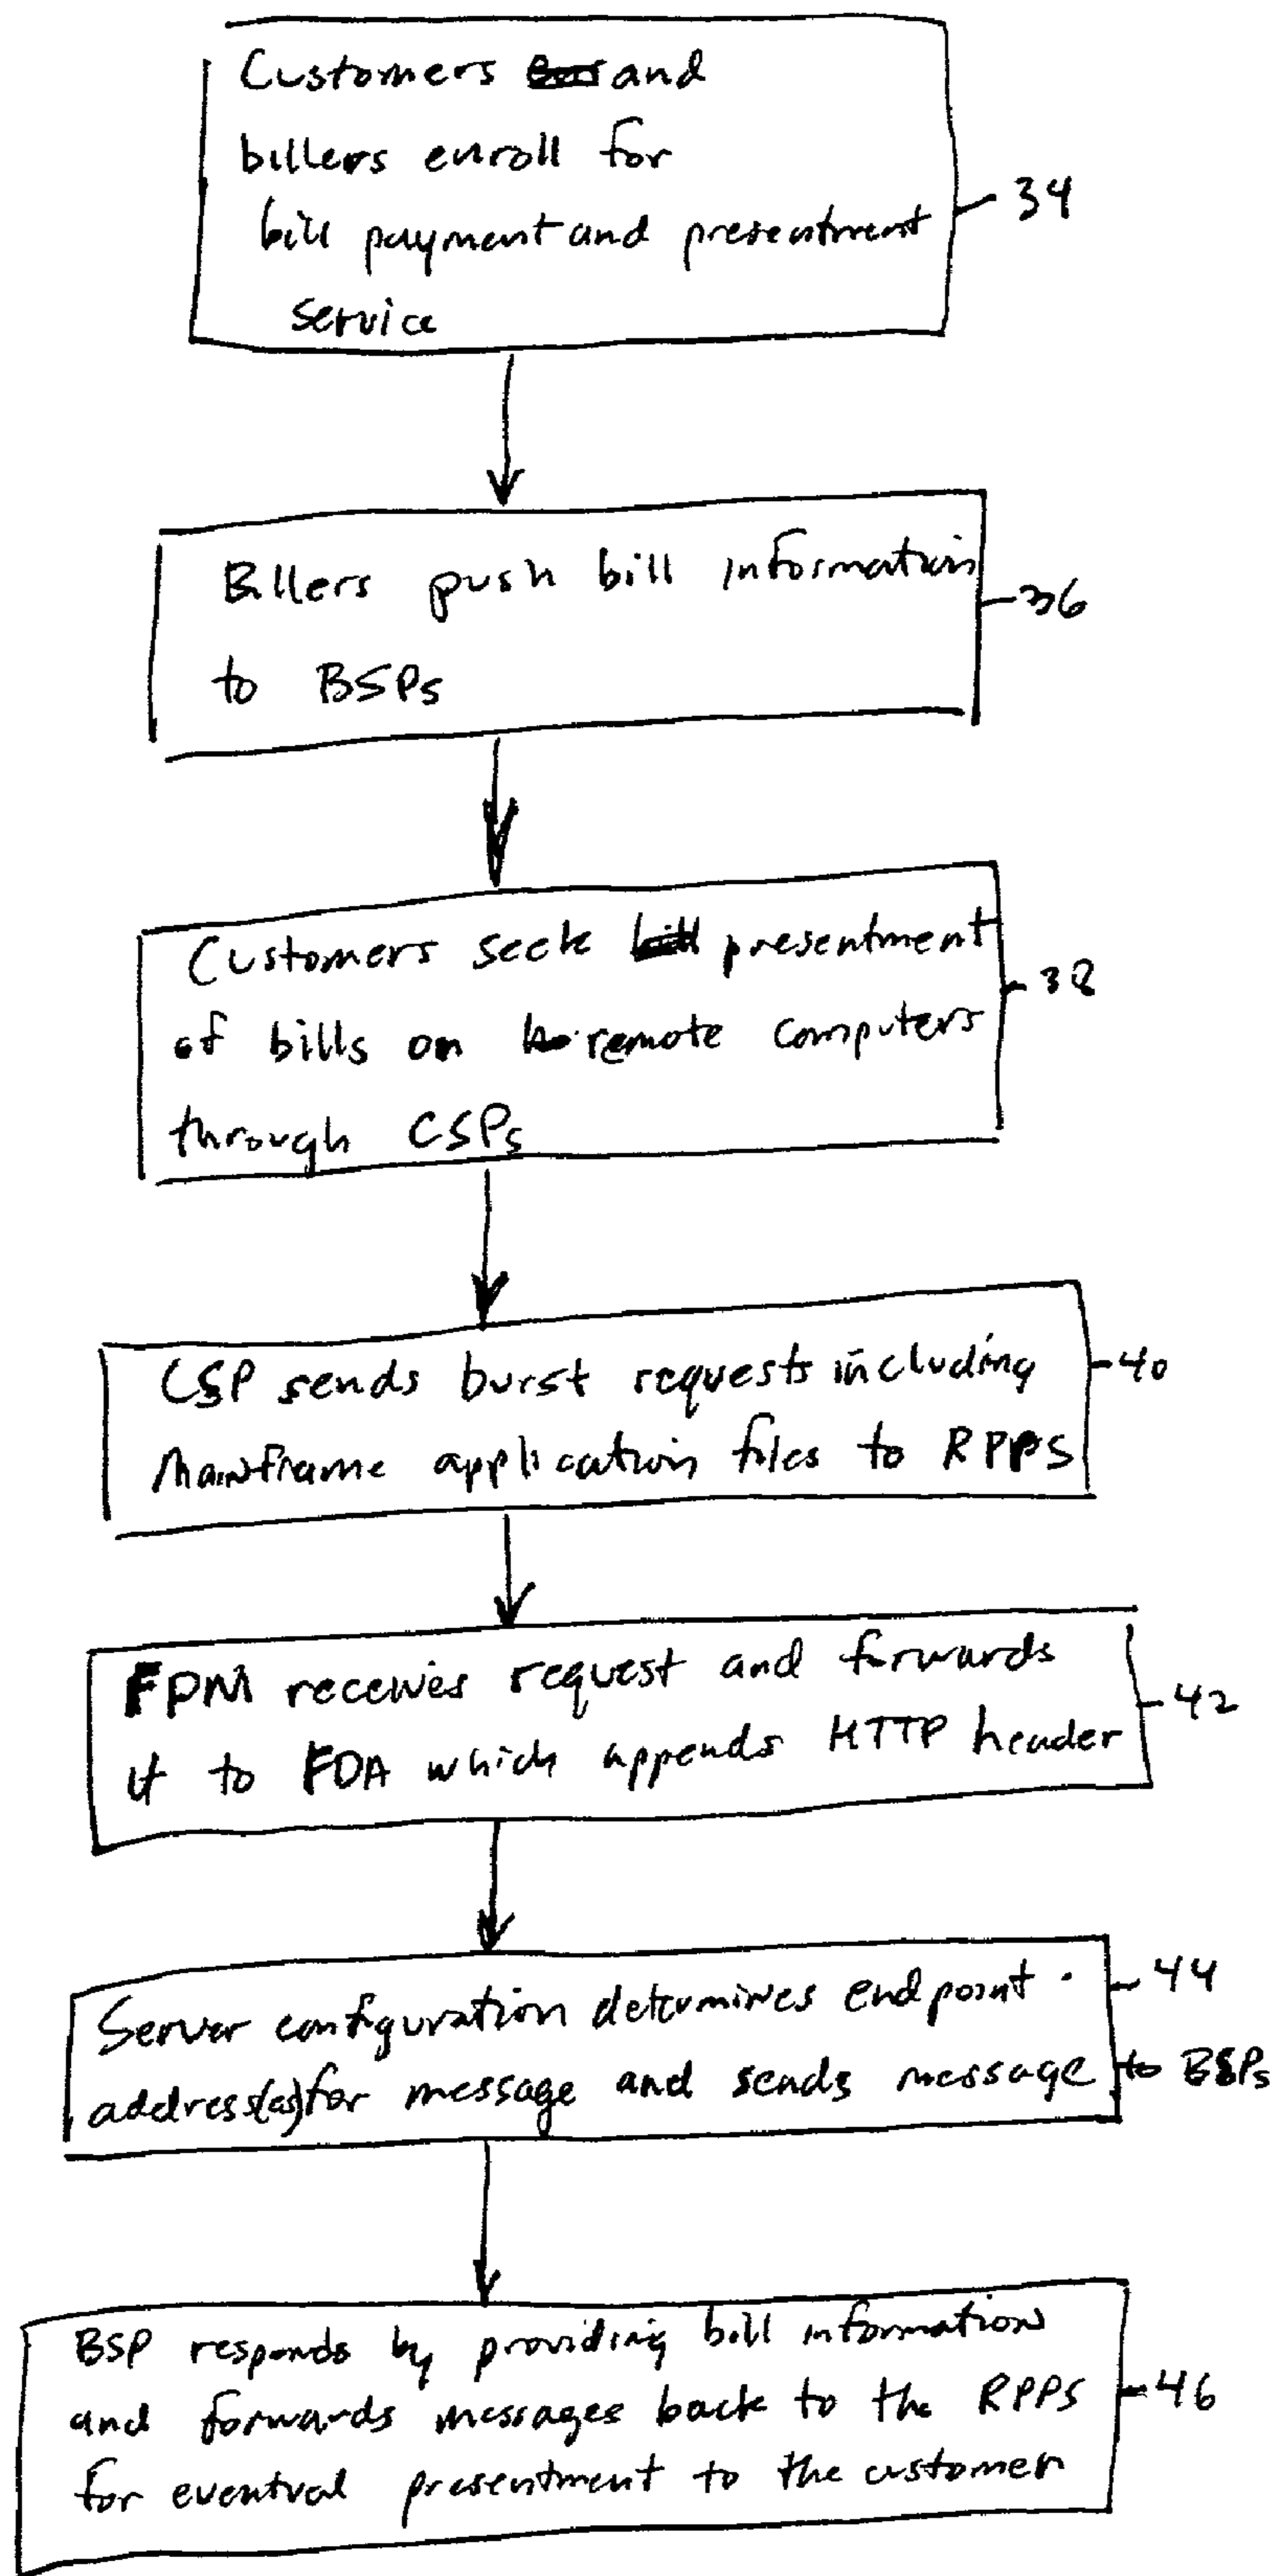 Customers and
billers enroll for
bill payment and presentment
service
34
Billers push bill information
to BSPs
36
Customers seek presentment
of bills on remote computers
through CSPs
38
CSP sends burst requests including
Mainframe application files to RPPS
40
FPM receives request and forwards
it to FDA which appends HTTP header
42
Server configuration determines endpoint
44
address(es) for message and sends message to BSPs
BSP responds by providing bill information
and forwards messages back to the RPPS
46
for eventual presentment to the customer